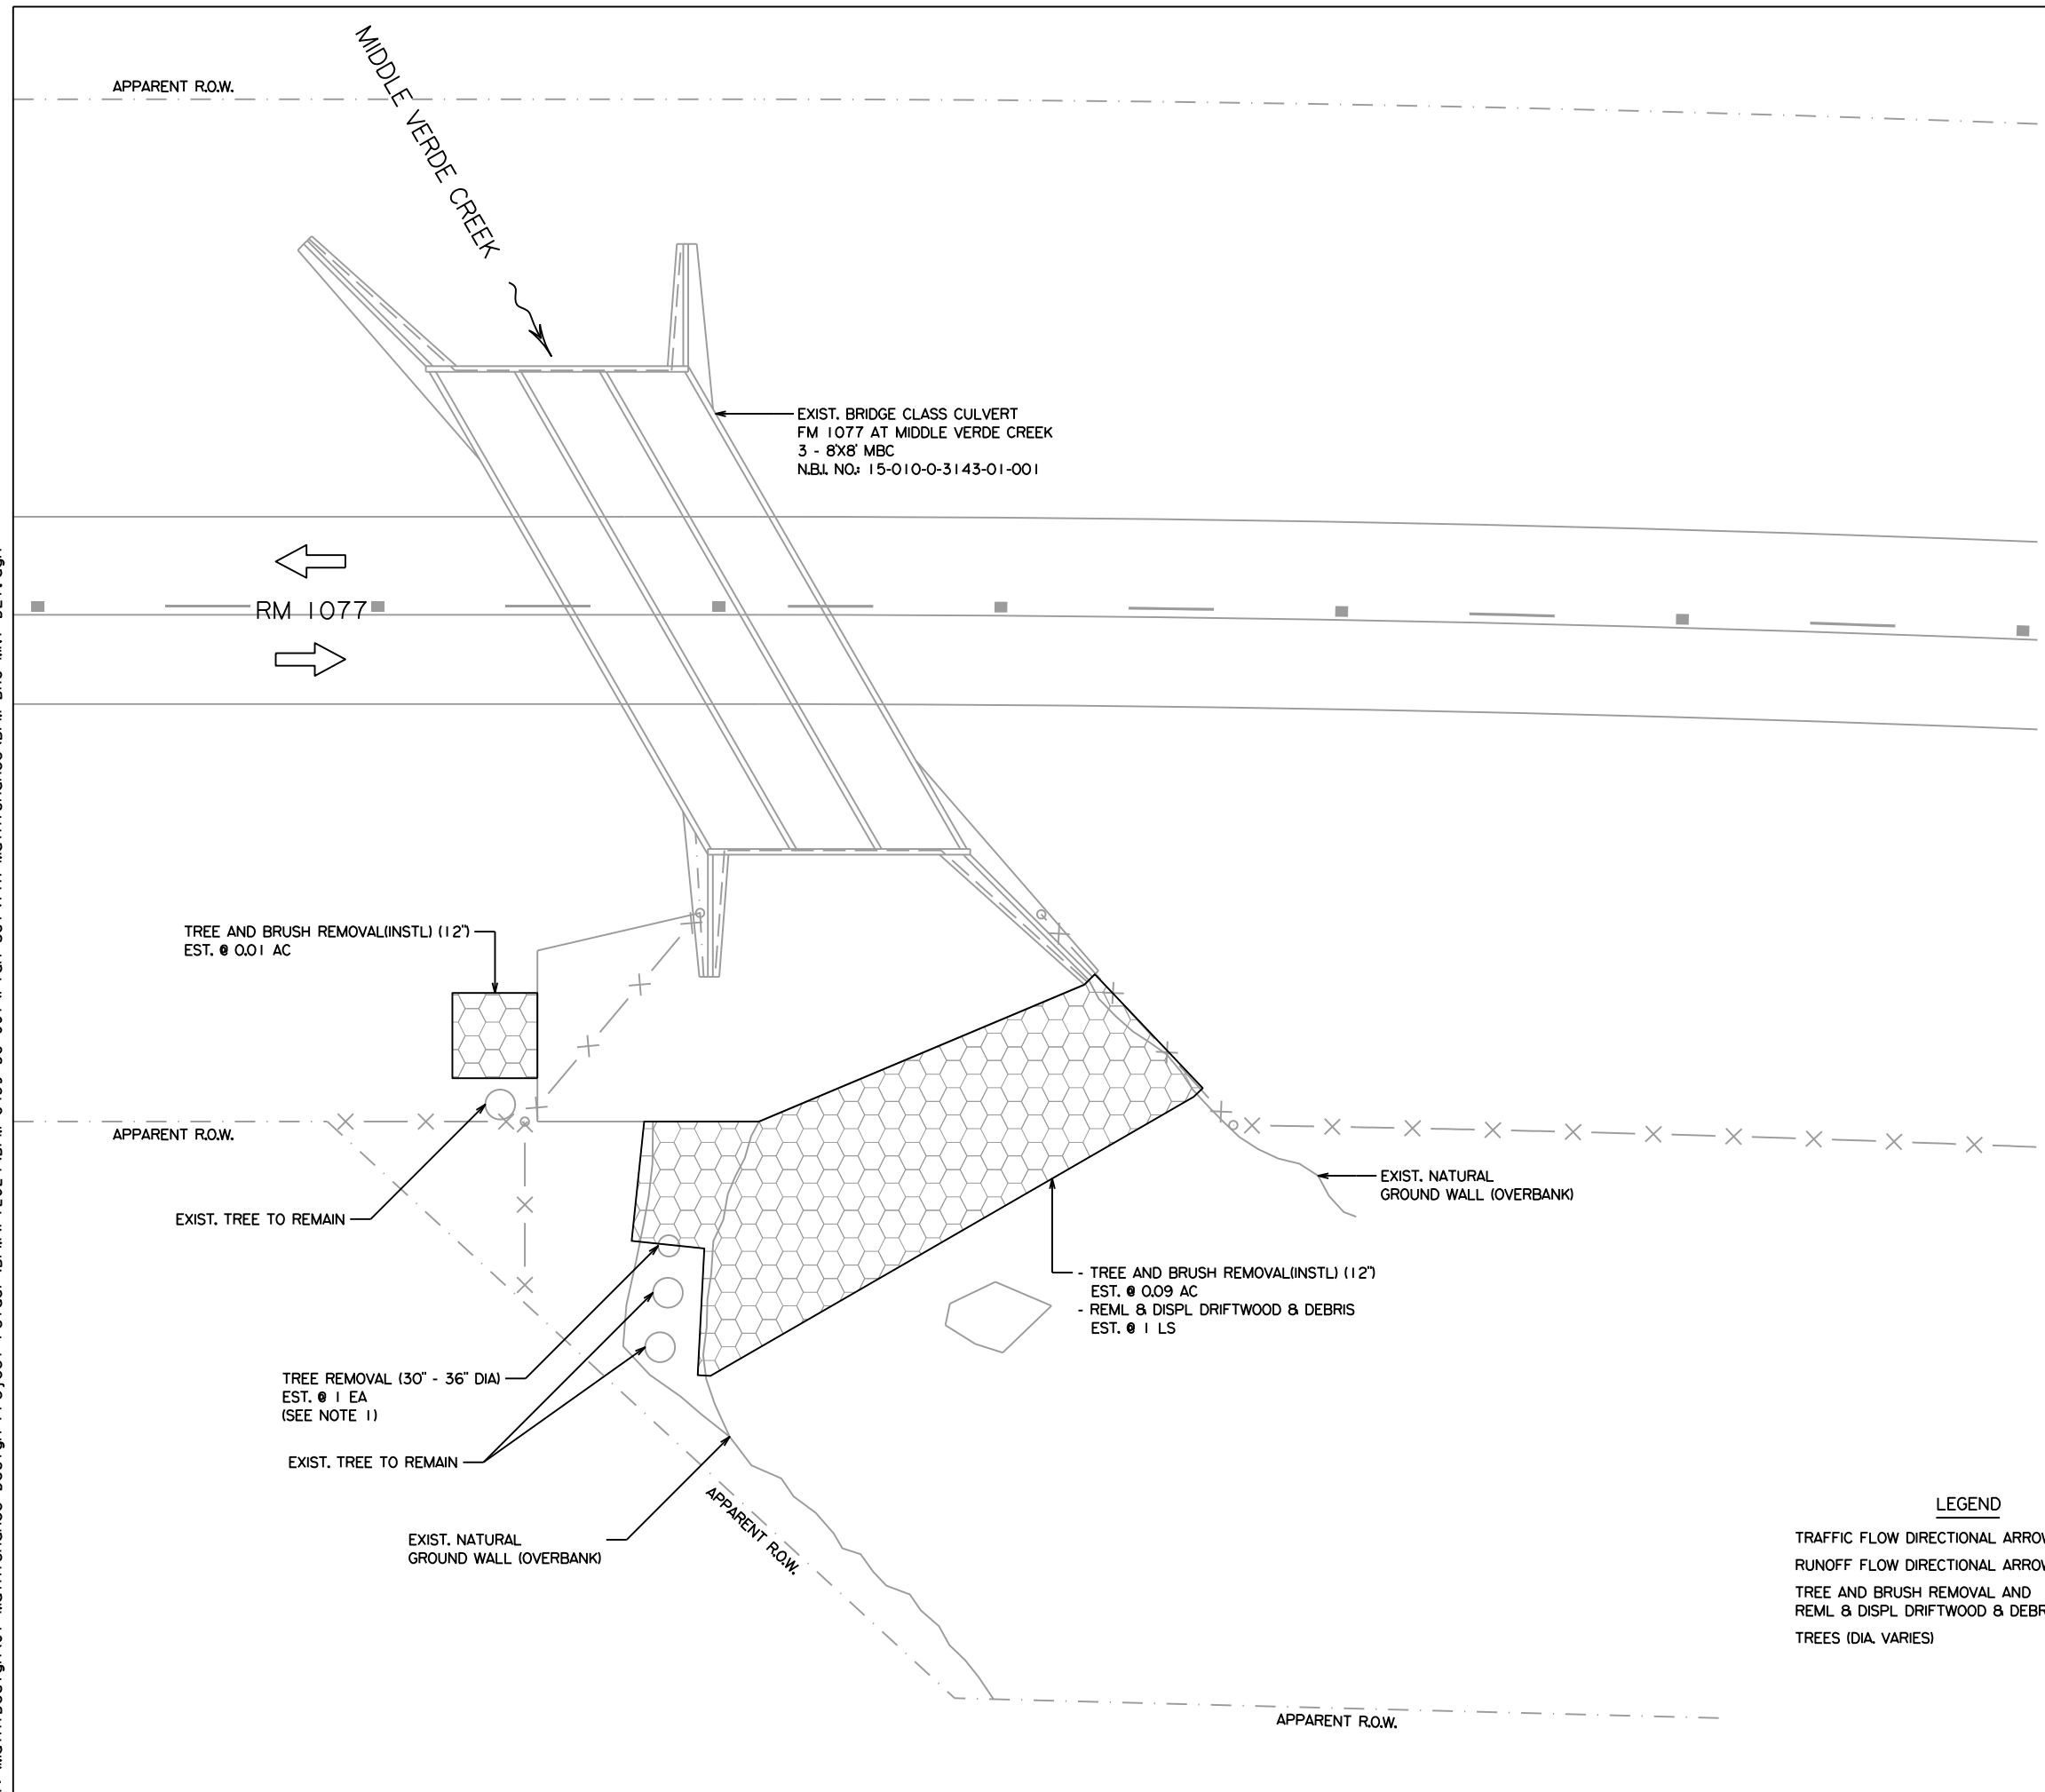 MIDDLE VERDE CREEK
APPARENT R.O.W.
EXIST. BRIDGE CLASS CULVERT
FM 1077 AT MIDDLE VERDE CREEK
3 - 8'X8' MBC
N.B.I. NO.: 15-010-0-3143-01-001
RM 1077
TREE AND BRUSH REMOVAL(INSTL) (12")
EST. @ 0.01 AC
APPARENT R.O.W.
EXIST. NATURAL
GROUND WALL (OVERBANK)
EXIST. TREE TO REMAIN
- TREE AND BRUSH REMOVAL(INSTL) (12")
EST. @ 0.09 AC
- REML & DISPL DRIFTWOOD & DEBRIS
EST. @ 1 LS
TREE REMOVAL (30" - 36" DIA)
EST. @ 1 EA
(SEE NOTE 1)
EXIST. TREE TO REMAIN
APPARENT R.O.W.
EXIST. NATURAL
GROUND WALL (OVERBANK)
LEGEND
TRAFFIC FLOW DIRECTIONAL ARROW
RUNOFF FLOW DIRECTIONAL ARROW
TREE AND BRUSH REMOVAL AND
REML & DISPL DRIFTWOOD & DEBR
TREES (DIA. VARIES)
APPARENT R.O.W.